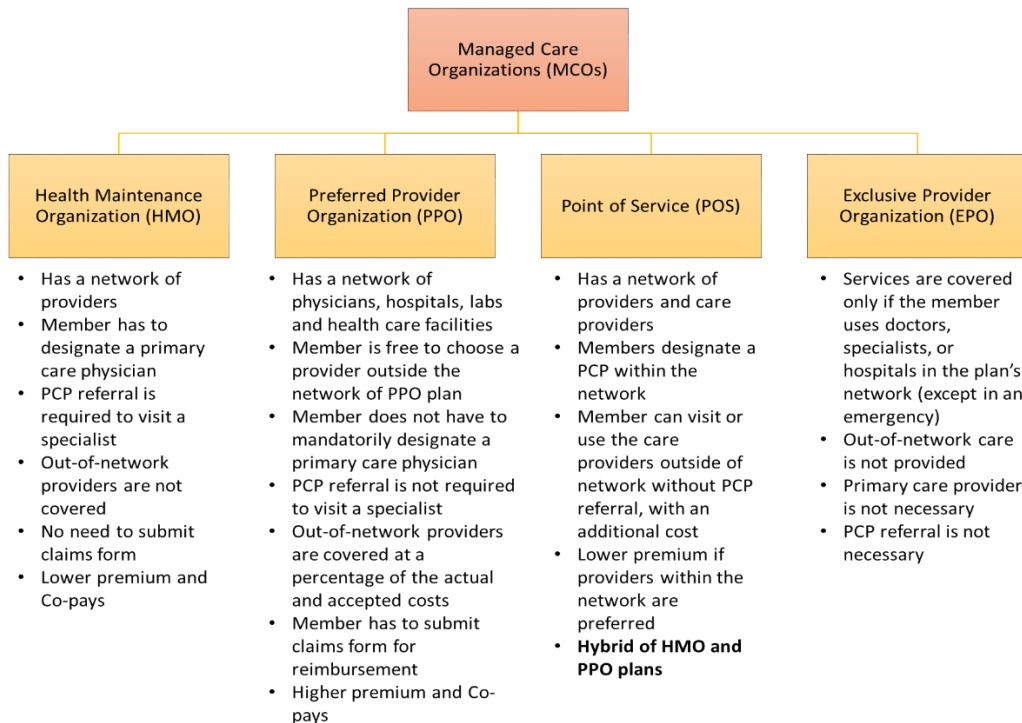 Managed Care
Organizations (MCOs)
Health Maintenance
Organization (HMO)
• Has a network of
providers
• Member has to
designate a primary
care physician
• PCP referral is
required to visit a
specialist
• Out-of-network
providers are not
covered
• No need to submit
claims form
• Lower premium and
Co-pays
Preferred Provider
Organization (PPO)
• Has a network of
physicians, hospitals, labs
and health care facilities
• Member is free to choose a
provider outside the
network of PPO plan
• Member does not have to
mandatorily designate a
primary care physician
• PCP referral is not required
to visit a specialist
• Out-of-network providers
are covered at a
percentage of the actual
and accepted costs
• Member has to submit
claims form for
reimbursement
• Higher premium and Co-
pays
Point of Service (POS)
• Has a network of
providers and care
providers
• Members designate a
PCP within the
network
• Member can visit or
use the care
providers outside of
network without PCP
referral, with an
additional cost
• Lower premium if
providers within the
network are
preferred
• Hybrid of HMO and
PPO plans
Exclusive Provider
Organization (EPO)
• Services are covered
only if the member
uses doctors,
specialists, or
hospitals in the plan’s
network (except in an
emergency)
• Out-of-network care
is not provided
• Primary care provider
is not necessary
• PCP referral is not
necessary